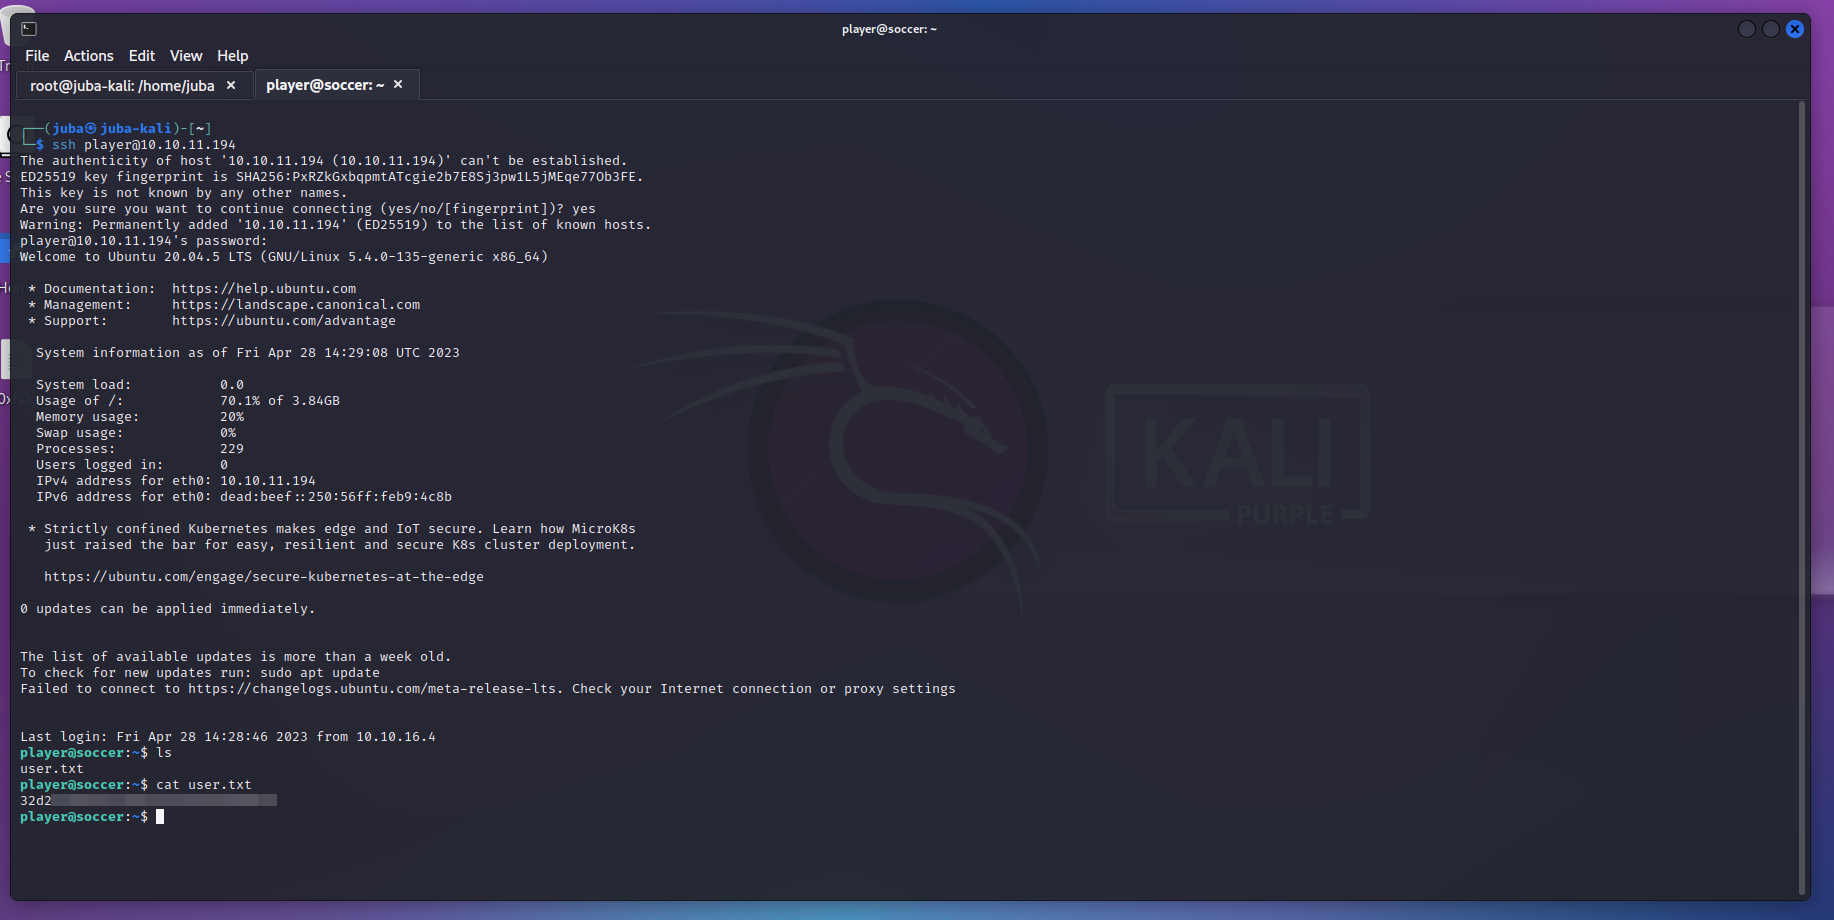 player@soccer: ~
File Actions Edit View Help
root@juba-kali: /home/juba × player@soccer: ~ ×
┌──(juba㉿juba-kali)-[~]
└─$ ssh player@10.10.11.194
The authenticity of host '10.10.11.194 (10.10.11.194)' can't be established.
ED25519 key fingerprint is SHA256:PxRZkGxbqpmtATcgie2b7E8Sj3pw1L5jMEqe77Ob3FE.
This key is not known by any other names.
Are you sure you want to continue connecting (yes/no/[fingerprint])? yes
Warning: Permanently added '10.10.11.194' (ED25519) to the list of known hosts.
player@10.10.11.194's password:
Welcome to Ubuntu 20.04.5 LTS (GNU/Linux 5.4.0-135-generic x86_64)
* Documentation: https://help.ubuntu.com
* Management: https://landscape.canonical.com
* Support: https://ubuntu.com/advantage
System information as of Fri Apr 28 14:29:08 UTC 2023
System load: 0.0
Usage of /: 70.1% of 3.84GB
Memory usage: 20%
Swap usage: 0%
Processes: 229
Users logged in: 0
IPv4 address for eth0: 10.10.11.194
IPv6 address for eth0: dead:beef::250:56ff:feb9:4c8b
* Strictly confined Kubernetes makes edge and IoT secure. Learn how MicroK8s
just raised the bar for easy, resilient and secure K8s cluster deployment.
https://ubuntu.com/engage/secure-kubernetes-at-the-edge
0 updates can be applied immediately.
The list of available updates is more than a week old.
To check for new updates run: sudo apt update
Failed to connect to https://changelogs.ubuntu.com/meta-release-lts. Check your Internet connection or proxy settings
Last login: Fri Apr 28 14:28:46 2023 from 10.10.16.4
player@soccer:~$ ls
user.txt
player@soccer:~$ cat user.txt
32d2
player@soccer:~$
KALI
PURPLE